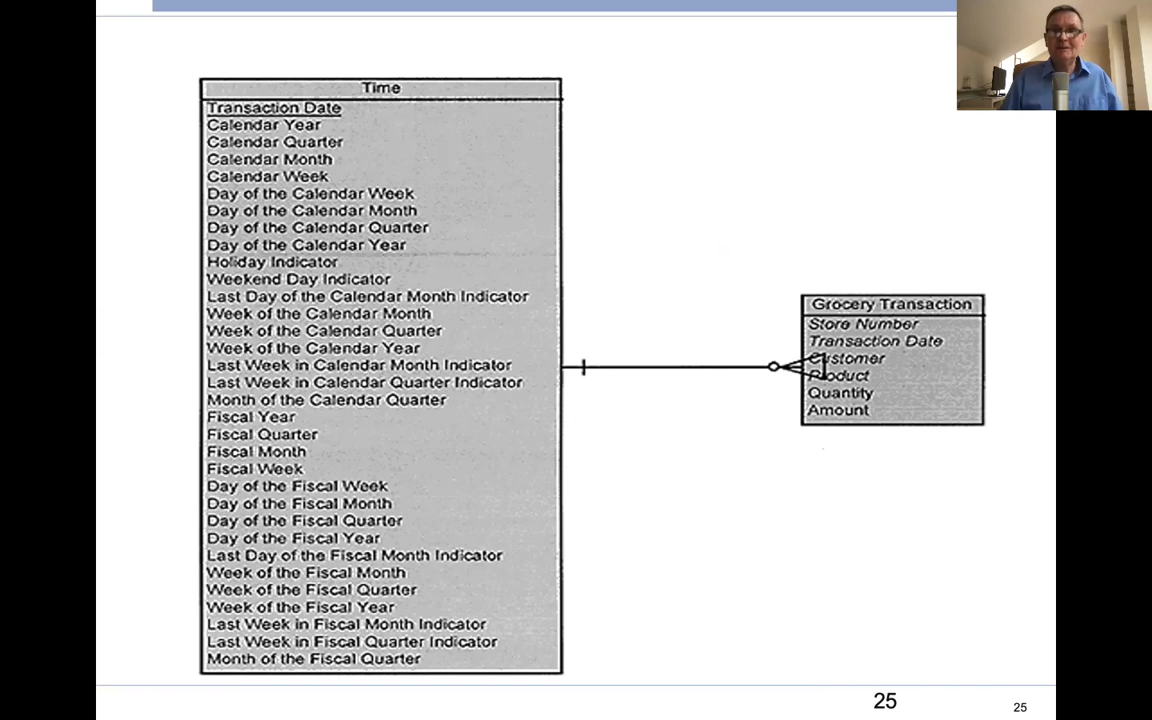 Time
Transaction Date
Calendar Year
Calendar Quarter
Calendar Month
Calendar Week
Day of the Calendar Week
Day of the Calendar Month
Day of the Calendar Quarter
Day of the Calendar Year
Holiday Indicator
Weekend Day Indicator
Last Day of the Calendar Month Indicator
Week of the Calendar Month
Week of the Calendar Quarter
Week of the Calendar Year
Last Week in Calendar Month Indicator
Last Week in Calendar Quarter Indicator
Month of the Calendar Quarter
Fiscal Year
Fiscal Quarter
Fiscal Month
Fiscal Week
Day of the Fiscal Week
Day of the Fiscal Month
Day of the Fiscal Quarter
Day of the Fiscal Year
Last Day of the Fiscal Month Indicator
Week of the Fiscal Month
Week of the Fiscal Quarter
Week of the Fiscal Year
Last Week in Fiscal Month Indicator
Last Week in Fiscal Quarter Indicator
Month of the Fiscal Quarter
Grocery Transaction
Store Number
Transaction Date
Customer
Product
Quantity
Amount
25
25